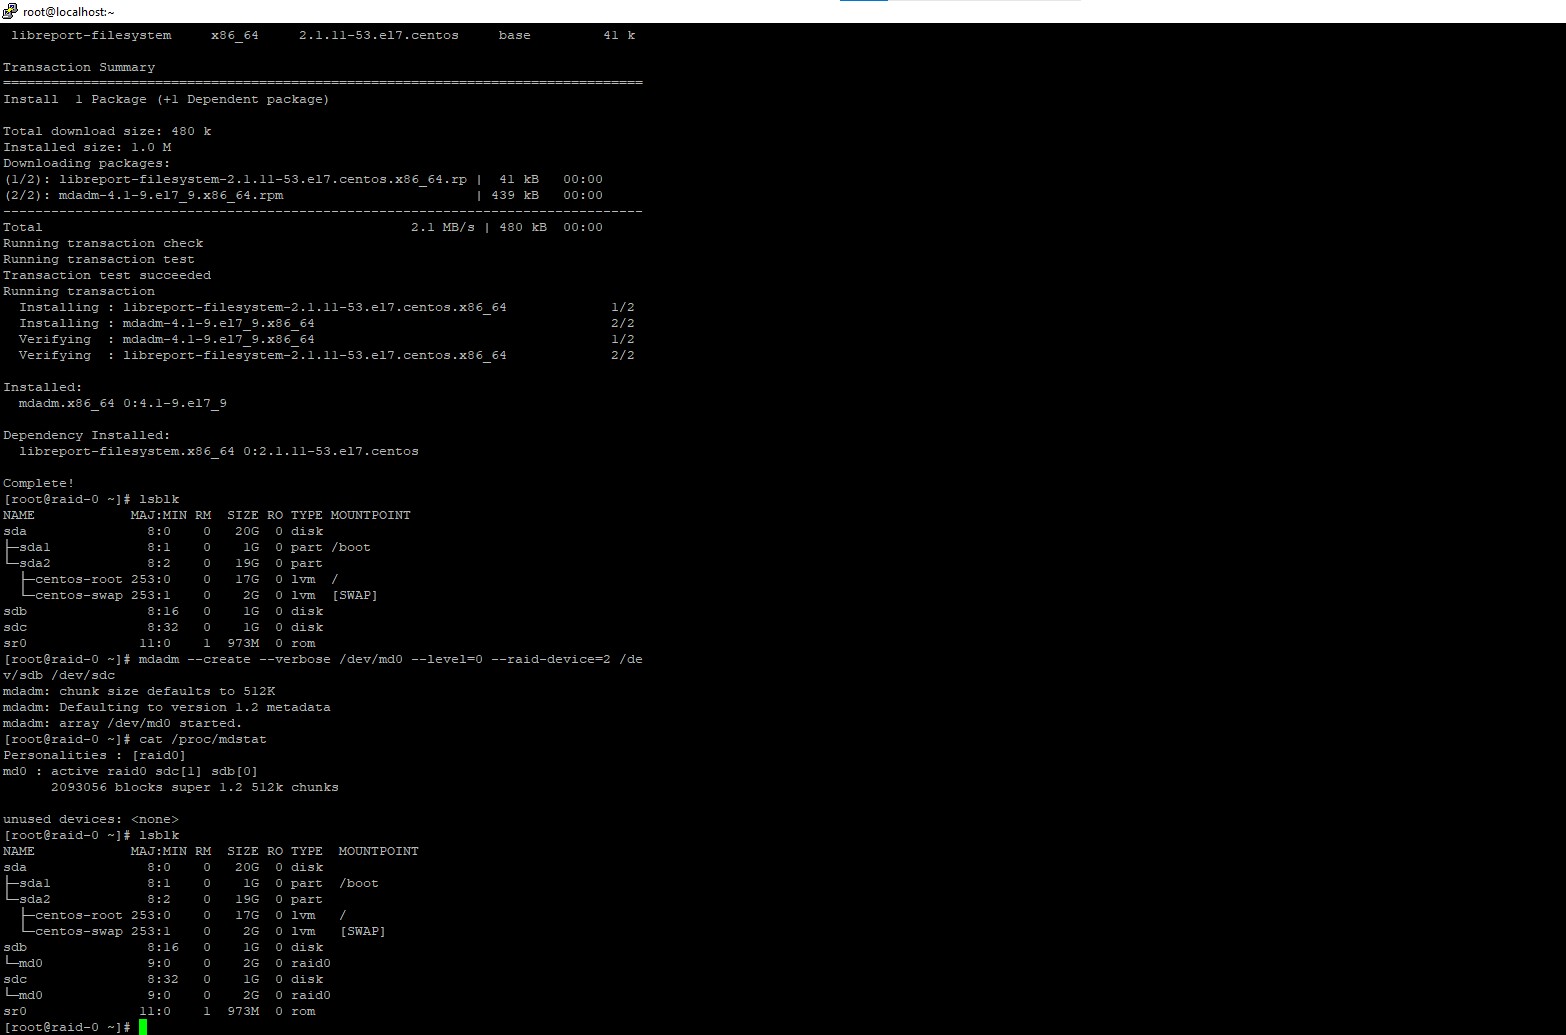 root@localhost:~
libreport-filesystem     x86_64     2.1.11-53.el7.centos     base         41 k
Transaction Summary
================================================================================
Install  1 Package (+1 Dependent package)
Total download size: 480 k
Installed size: 1.0 M
Downloading packages:
(1/2): libreport-filesystem-2.1.11-53.el7.centos.x86_64.rp |  41 kB   00:00
(2/2): mdadm-4.1-9.el7_9.x86_64.rpm                        | 439 kB   00:00
--------------------------------------------------------------------------------
Total                                              2.1 MB/s | 480 kB  00:00
Running transaction check
Running transaction test
Transaction test succeeded
Running transaction
  Installing : libreport-filesystem-2.1.11-53.el7.centos.x86_64             1/2
  Installing : mdadm-4.1-9.el7_9.x86_64                                     2/2
  Verifying  : mdadm-4.1-9.el7_9.x86_64                                     1/2
  Verifying  : libreport-filesystem-2.1.11-53.el7.centos.x86_64             2/2
Installed:
  mdadm.x86_64 0:4.1-9.el7_9
Dependency Installed:
  libreport-filesystem.x86_64 0:2.1.11-53.el7.centos
Complete!
[root@raid-0 ~]# lsblk
NAME            MAJ:MIN RM  SIZE RO TYPE MOUNTPOINT
sda               8:0    0   20G  0 disk
├─sda1            8:1    0    1G  0 part /boot
└─sda2            8:2    0   19G  0 part
  ├─centos-root 253:0    0   17G  0 lvm  /
  └─centos-swap 253:1    0    2G  0 lvm  [SWAP]
sdb               8:16   0    1G  0 disk
sdc               8:32   0    1G  0 disk
sr0              11:0    1  973M  0 rom
[root@raid-0 ~]# mdadm --create --verbose /dev/md0 --level=0 --raid-device=2 /de
v/sdb /dev/sdc
mdadm: chunk size defaults to 512K
mdadm: Defaulting to version 1.2 metadata
mdadm: array /dev/md0 started.
[root@raid-0 ~]# cat /proc/mdstat
Personalities : [raid0]
md0 : active raid0 sdc[1] sdb[0]
      2093056 blocks super 1.2 512k chunks
unused devices: <none>
[root@raid-0 ~]# lsblk
NAME            MAJ:MIN RM  SIZE RO TYPE  MOUNTPOINT
sda               8:0    0   20G  0 disk
├─sda1            8:1    0    1G  0 part  /boot
└─sda2            8:2    0   19G  0 part
  ├─centos-root 253:0    0   17G  0 lvm   /
  └─centos-swap 253:1    0    2G  0 lvm   [SWAP]
sdb               8:16   0    1G  0 disk
└─md0             9:0    0    2G  0 raid0
sdc               8:32   0    1G  0 disk
└─md0             9:0    0    2G  0 raid0
sr0              11:0    1  973M  0 rom
[root@raid-0 ~]#